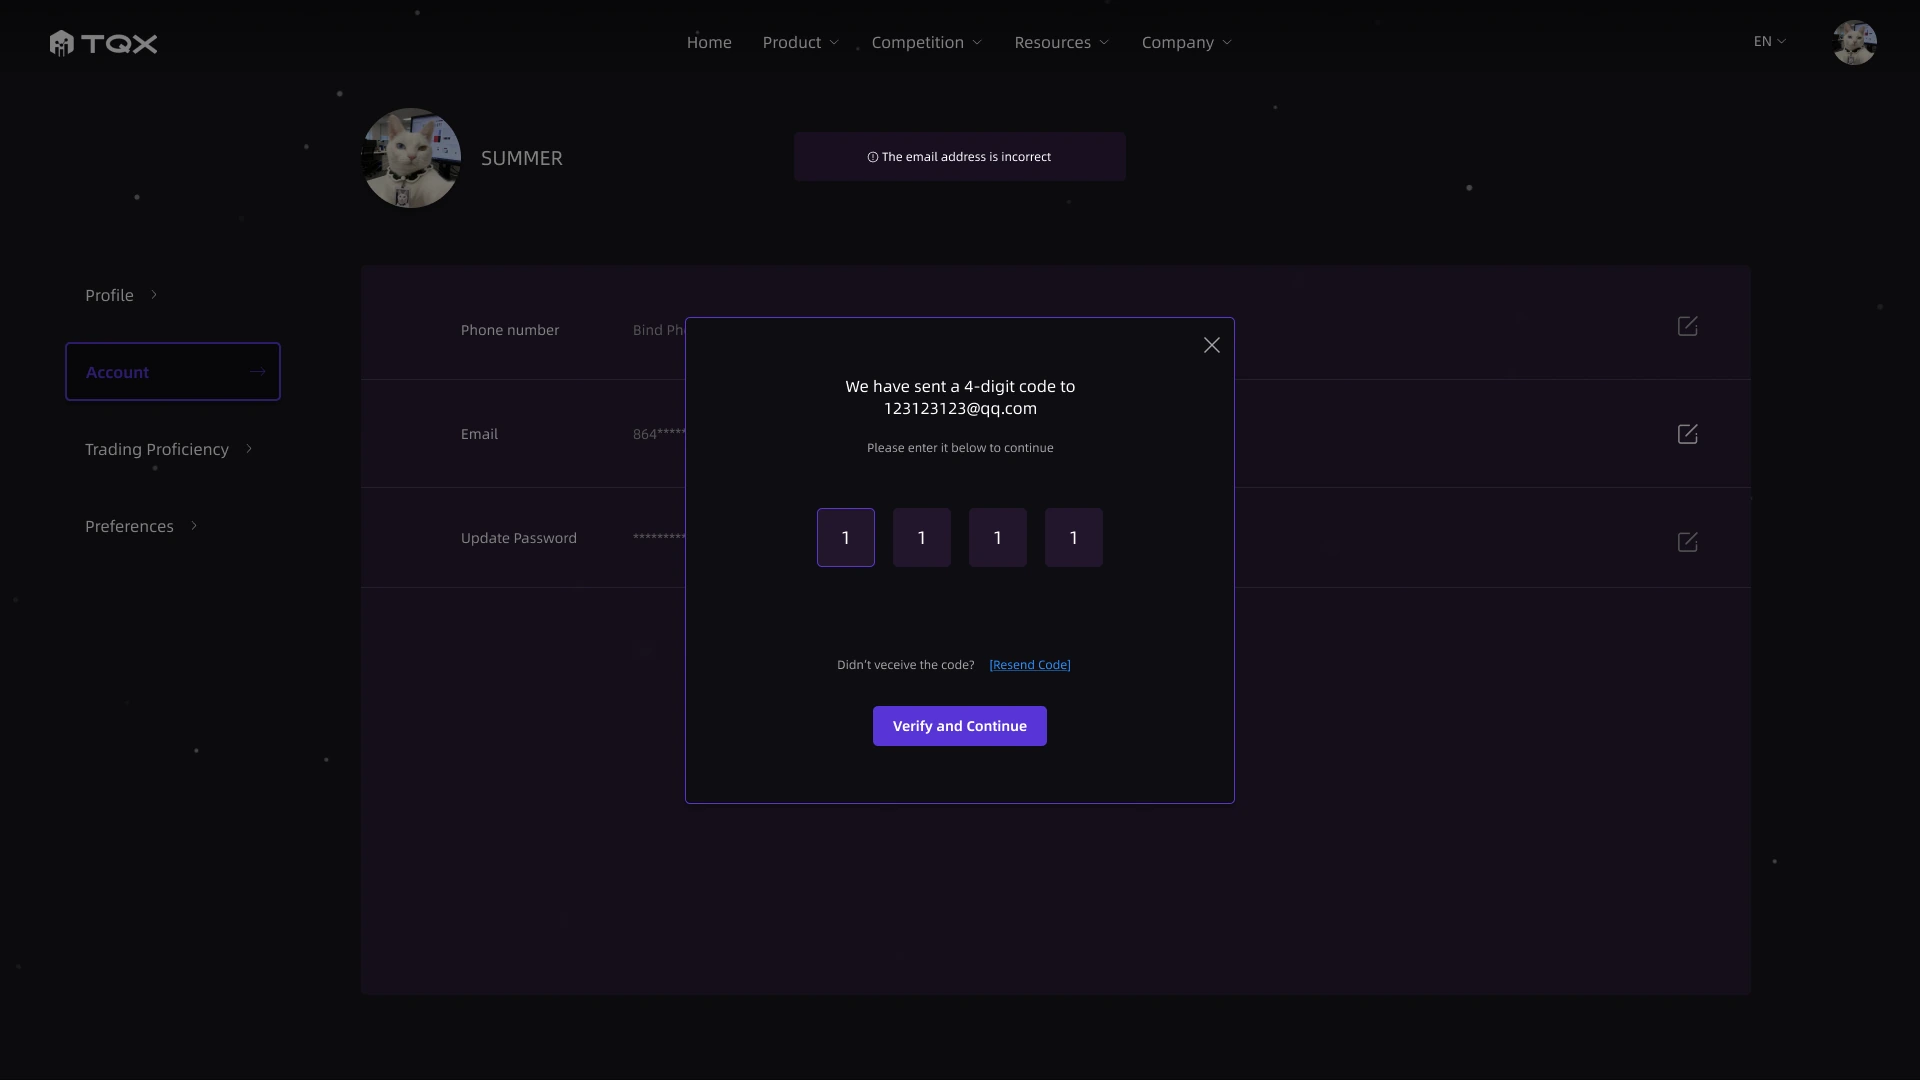 TQX
Home
Product
Competition
Resources
Company
EN
SUMMER
The email address is incorrect
Profile
Account
Trading Proficiency
Preferences
Phone number
Bind Ph
Email
864*****
Update Password
*********
We have sent a 4-digit code to
123123123@qq.com
Please enter it below to continue
1 1 1 1
Didn't veceive the code? [Resend Code]
Verify and Continue